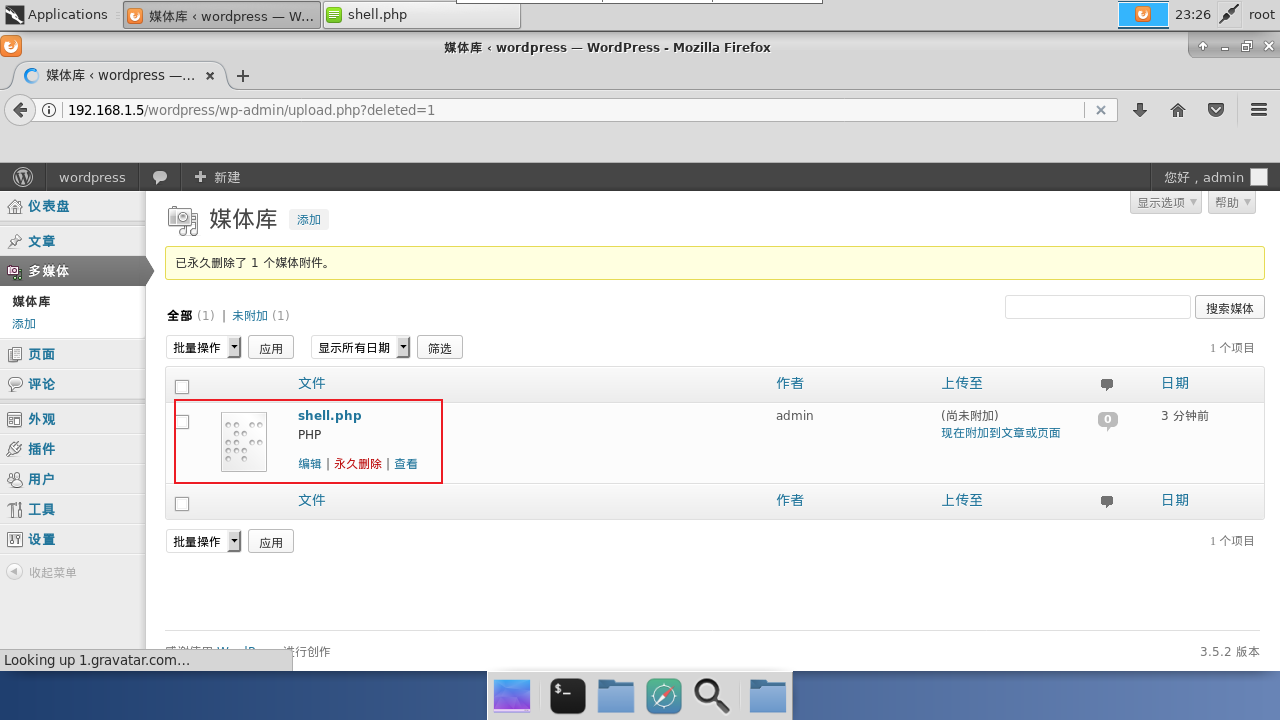 Applications
媒体库 ‹ wordpress — W...
shell.php
23:26
root
媒体库 ‹ wordpress — WordPress - Mozilla Firefox
媒体库 ‹ wordpress —...
192.168.1.5/wordpress/wp-admin/upload.php?deleted=1
wordpress
新建
您好 , admin
仪表盘
文章
多媒体
媒体库
添加
页面
评论
外观
插件
用户
工具
设置
收起菜单
媒体库 添加
显示选项
帮助
已永久删除了 1 个媒体附件。
全部 (1) | 未附加 (1)
搜索媒体
批量操作 应用 显示所有日期 筛选
1 个项目
文件 作者 上传至 日期
shell.php admin (尚未附加) 0 3 分钟前
PHP 现在附加到文章或页面
编辑 | 永久删除 | 查看
文件 作者 上传至 日期
批量操作 应用
1 个项目
进行创作
3.5.2 版本
Looking up 1.gravatar.com...
$_